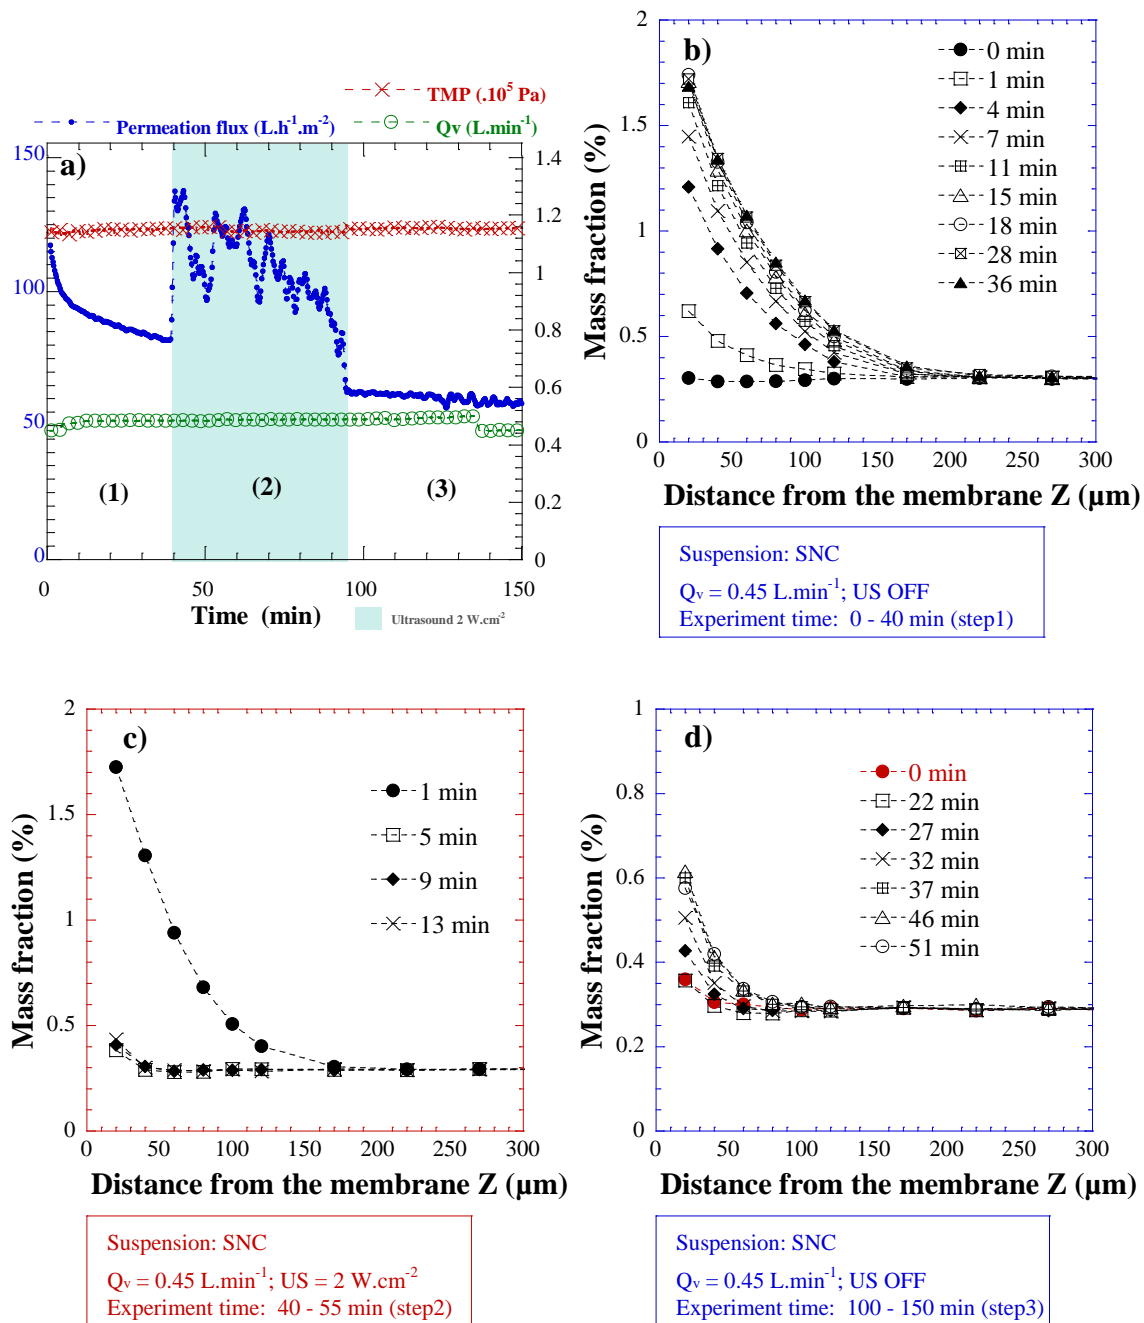 a)
TMP (.10⁵ Pa)
Permeation flux (L.h⁻¹.m⁻²)
Qv (L.min⁻¹)
150
100
50
0
1.4
1.2
1
0.8
0.6
0.4
0.2
0
(1)
(2)
(3)
0
50
100
150
Time (min)
Ultrasound 2 W.cm⁻²
b)
0 min
1 min
4 min
7 min
11 min
15 min
18 min
28 min
36 min
Mass fraction (%)
2
1.5
1
0.5
0
0
50
100
150
200
250
300
Distance from the membrane Z (µm)
Suspension: SNC
Qv = 0.45 L.min⁻¹; US OFF
Experiment time: 0 - 40 min (step1)
c)
1 min
5 min
9 min
13 min
Mass fraction (%)
2
1.5
1
0.5
0
0
50
100
150
200
250
300
Distance from the membrane Z (µm)
Suspension: SNC
Qv = 0.45 L.min⁻¹; US = 2 W.cm⁻²
Experiment time: 40 - 55 min (step2)
d)
0 min
22 min
27 min
32 min
37 min
46 min
51 min
Mass fraction (%)
1
0.8
0.6
0.4
0.2
0
0
50
100
150
200
250
300
Distance from the membrane Z (µm)
Suspension: SNC
Qv = 0.45 L.min⁻¹; US OFF
Experiment time: 100 - 150 min (step3)